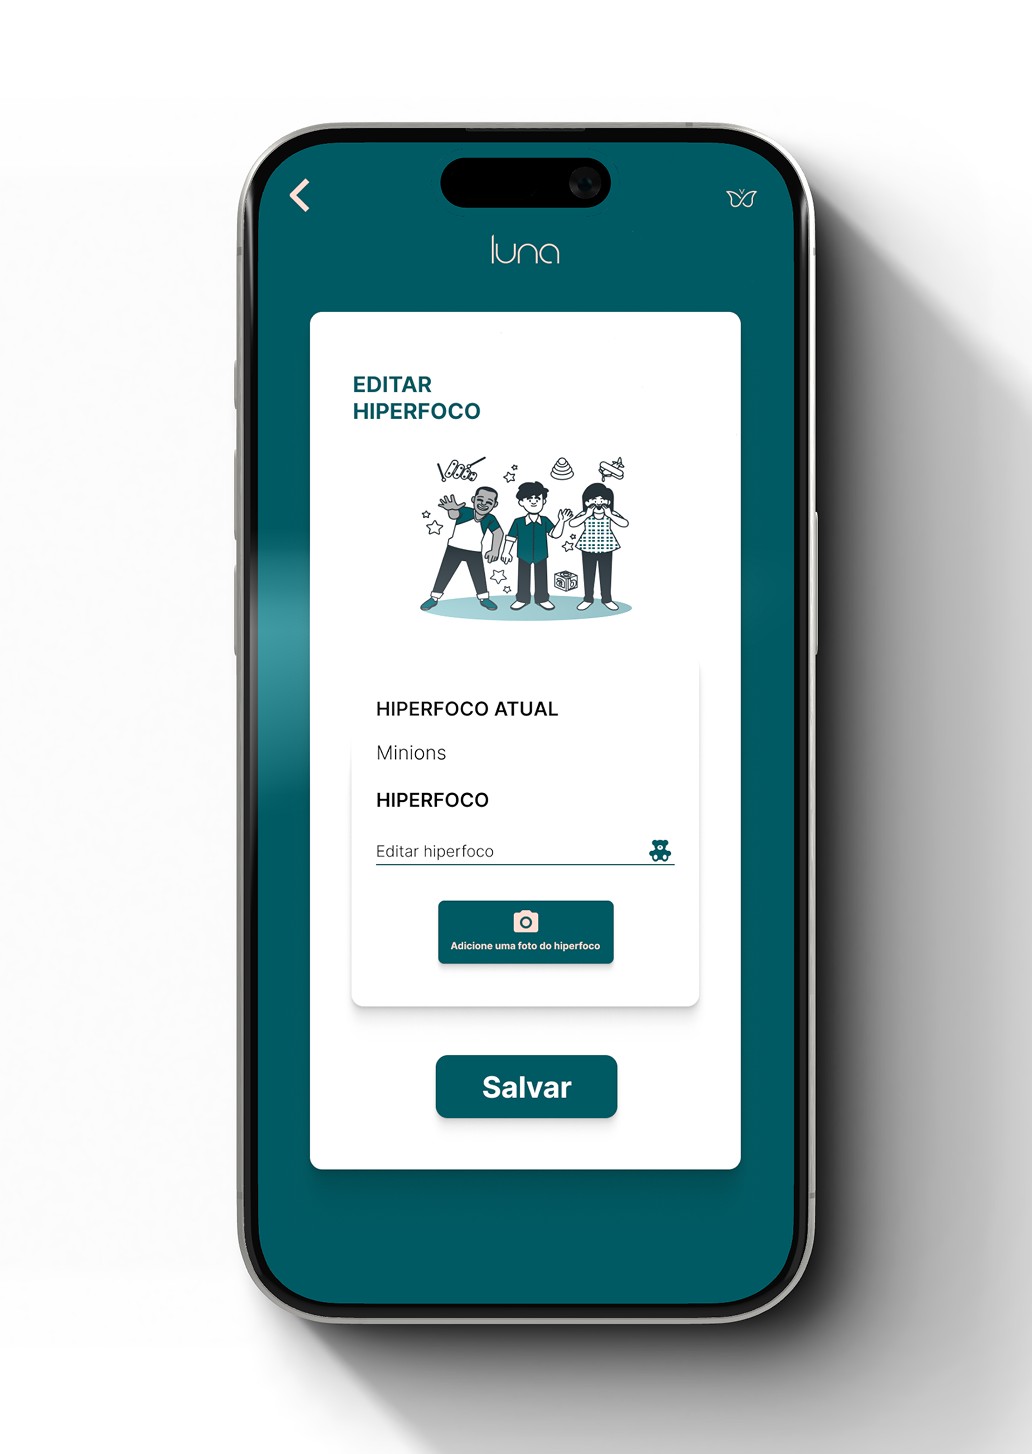 luna
EDITAR
HIPERFOCO
HIPERFOCO ATUAL
Minions
HIPERFOCO
Editar hiperfoco
Adicione uma foto do hiperfoco
Salvar